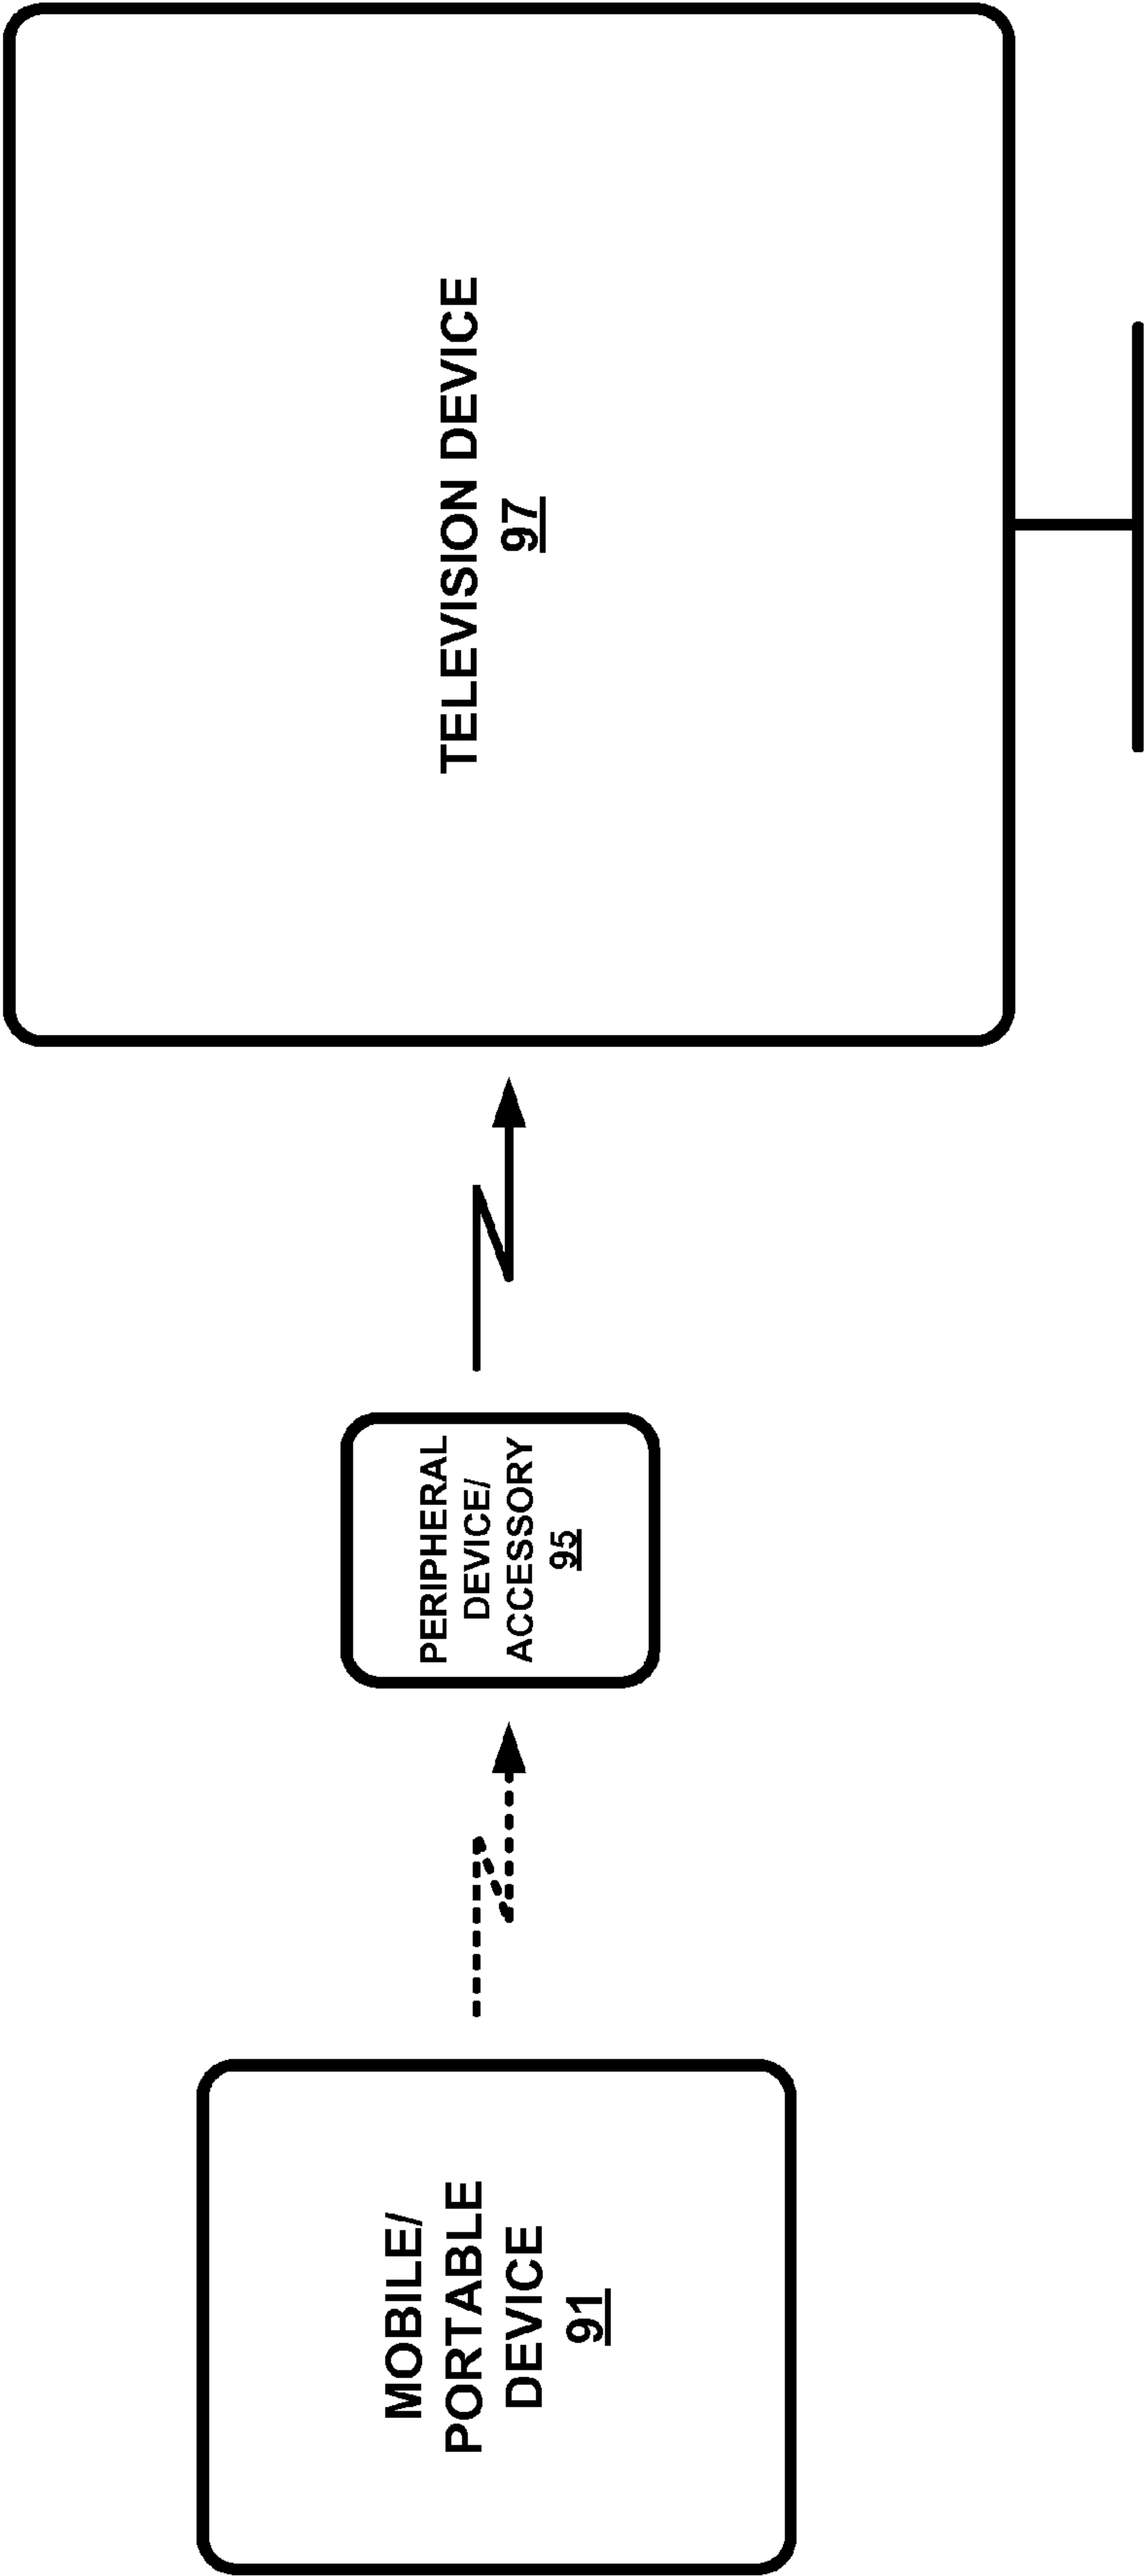 MOBILE/
PORTABLE
DEVICE
91
PERIPHERAL
DEVICE/
ACCESSORY
95
TELEVISION DEVICE
97